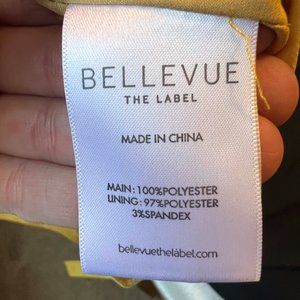 BELLEVUE
THE LABEL
MADE IN CHINA
MAIN: 100%POLYESTER
LINING: 97%POLYESTER
3%SPANDEX
bellevuethelabel.com